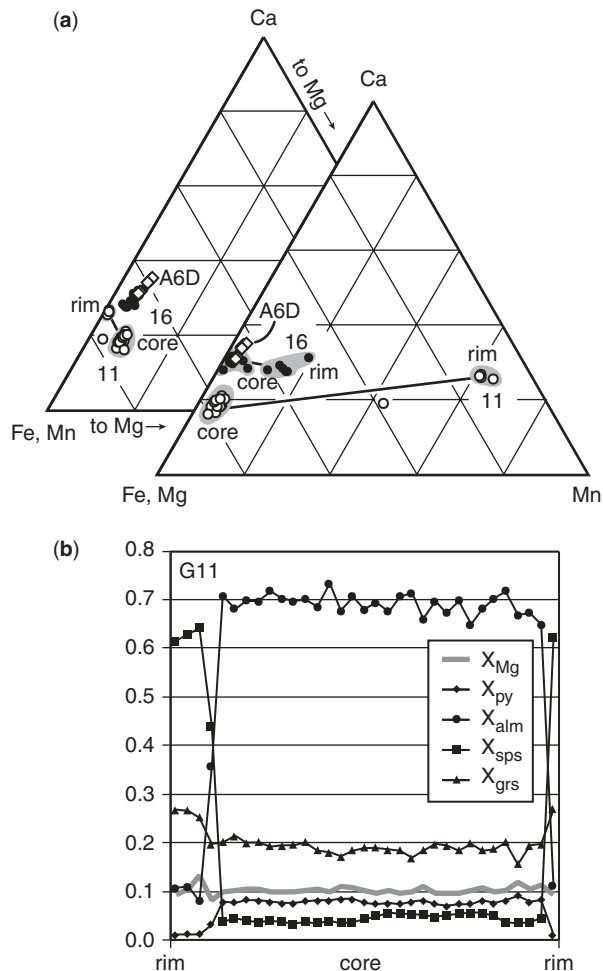 (a)
Ca
to Mg →
Ca
A6D
rim
16
core
11
A6D
16
core
rim
rim
11
core
Fe, Mn
to Mg →
Fe, Mg
Mn
(b)
G11
0.8
0.7
0.6
0.5
0.4
0.3
0.2
0.1
0.0
X_Mg
X_py
X_alm
X_sps
X_grs
rim
core
rim